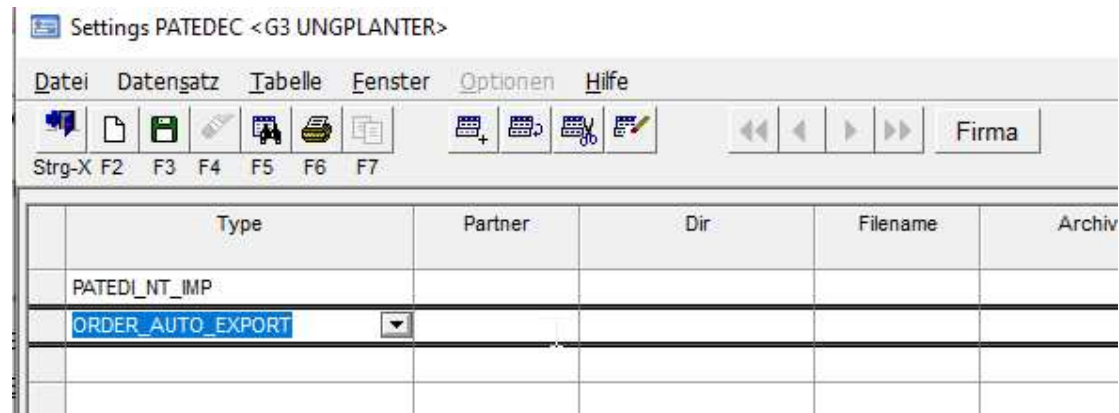 Settings PATEDEC <G3 UNGPLANTER>
Datei Datensatz Tabelle Fenster Optionen Hilfe
Firma
Strg-X F2 F3 F4 F5 F6 F7
Type Partner Dir Filename Archiv
PATEDI_NT_IMP
ORDER_AUTO_EXPORT